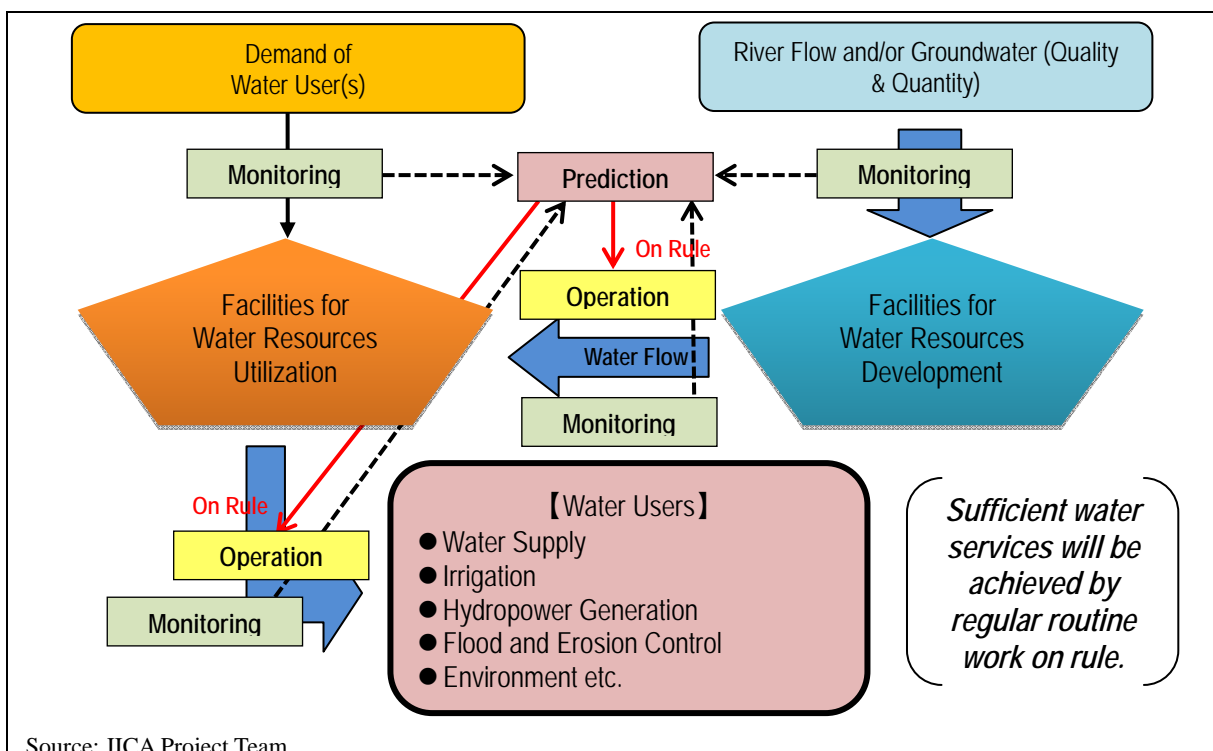 Demand of
Water User(s)
River Flow and/or Groundwater (Quality
& Quantity)
Monitoring
Prediction
Monitoring
On Rule
Operation
Facilities for
Water Resources
Utilization
Water Flow
Facilities for
Water Resources
Development
Monitoring
On Rule
Operation
Monitoring
【Water Users】
● Water Supply
● Irrigation
● Hydropower Generation
● Flood and Erosion Control
● Environment etc.
Sufficient water
services will be
achieved by
regular routine
work on rule.
Source: JICA Project Team